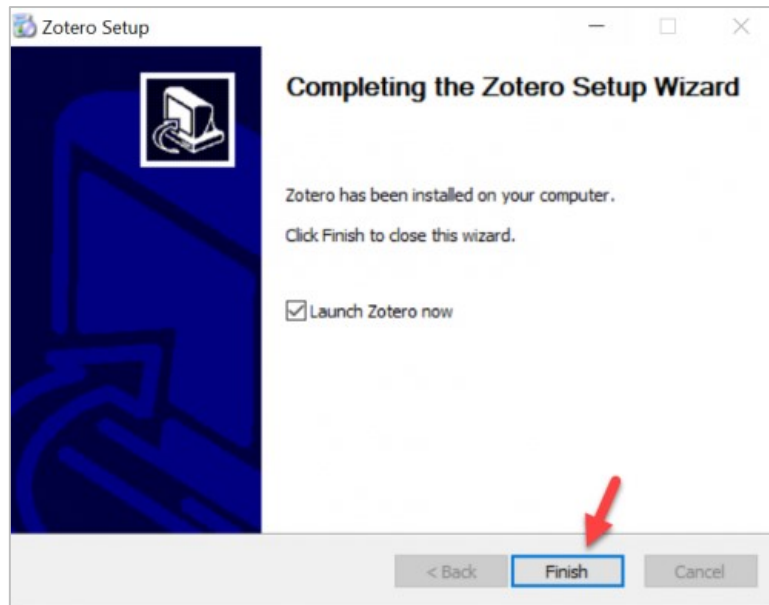 Zotero Setup
Completing the Zotero Setup Wizard
Zotero has been installed on your computer.
Click Finish to close this wizard.
Launch Zotero now
< Back
Finish
Cancel